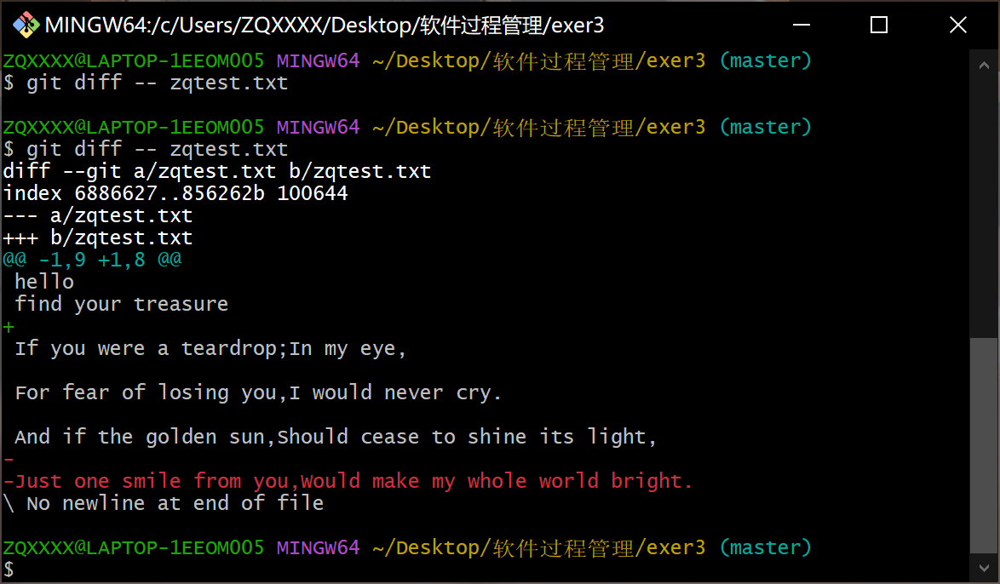 MINGW64:/c/Users/ZQXXXX/Desktop/软件过程管理/exer3
ZQXXXX@LAPTOP-1EEOM005 MINGW64 ~/Desktop/软件过程管理/exer3 (master)
$ git diff -- zqtest.txt
ZQXXXX@LAPTOP-1EEOM005 MINGW64 ~/Desktop/软件过程管理/exer3 (master)
$ git diff -- zqtest.txt
diff --git a/zqtest.txt b/zqtest.txt
index 6886627..856262b 100644
--- a/zqtest.txt
+++ b/zqtest.txt
@@ -1,9 +1,8 @@
 hello
 find your treasure
+
 If you were a teardrop;In my eye,
 For fear of losing you,I would never cry.
 And if the golden sun,Should cease to shine its light,
-
-Just one smile from you,Would make my whole world bright.
\ No newline at end of file
ZQXXXX@LAPTOP-1EEOM005 MINGW64 ~/Desktop/软件过程管理/exer3 (master)
$